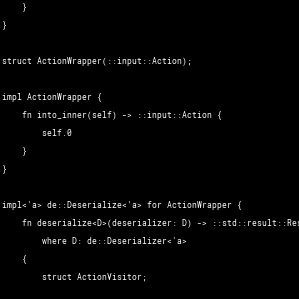 }
}

struct ActionWrapper(::input::Action);

impl ActionWrapper {
    fn into_inner(self) -> ::input::Action {
        self.0
    }
}

impl<'a> de::Deserialize<'a> for ActionWrapper {
    fn deserialize<D>(deserializer: D) -> ::std::result::Res
        where D: de::Deserializer<'a>
    {
        struct ActionVisitor;